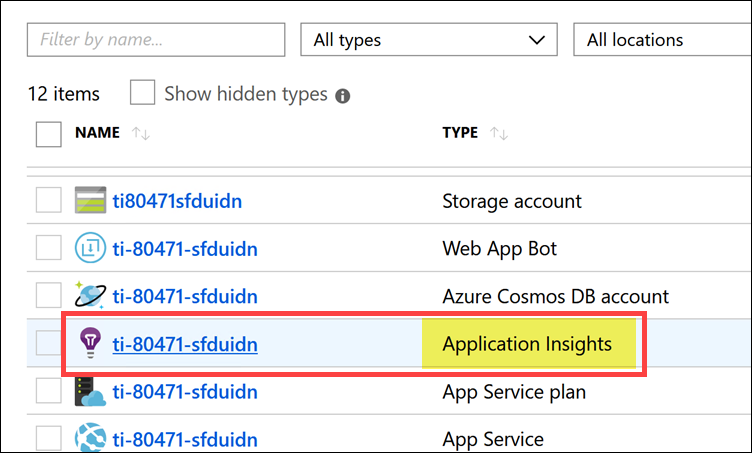 Filter by name... All types All locations
12 items Show hidden types
NAME TYPE
ti80471sfduidn Storage account
ti-80471-sfduidn Web App Bot
ti-80471-sfduidn Azure Cosmos DB account
ti-80471-sfduidn Application Insights
ti-80471-sfduidn App Service plan
ti-80471-sfduidn App Service